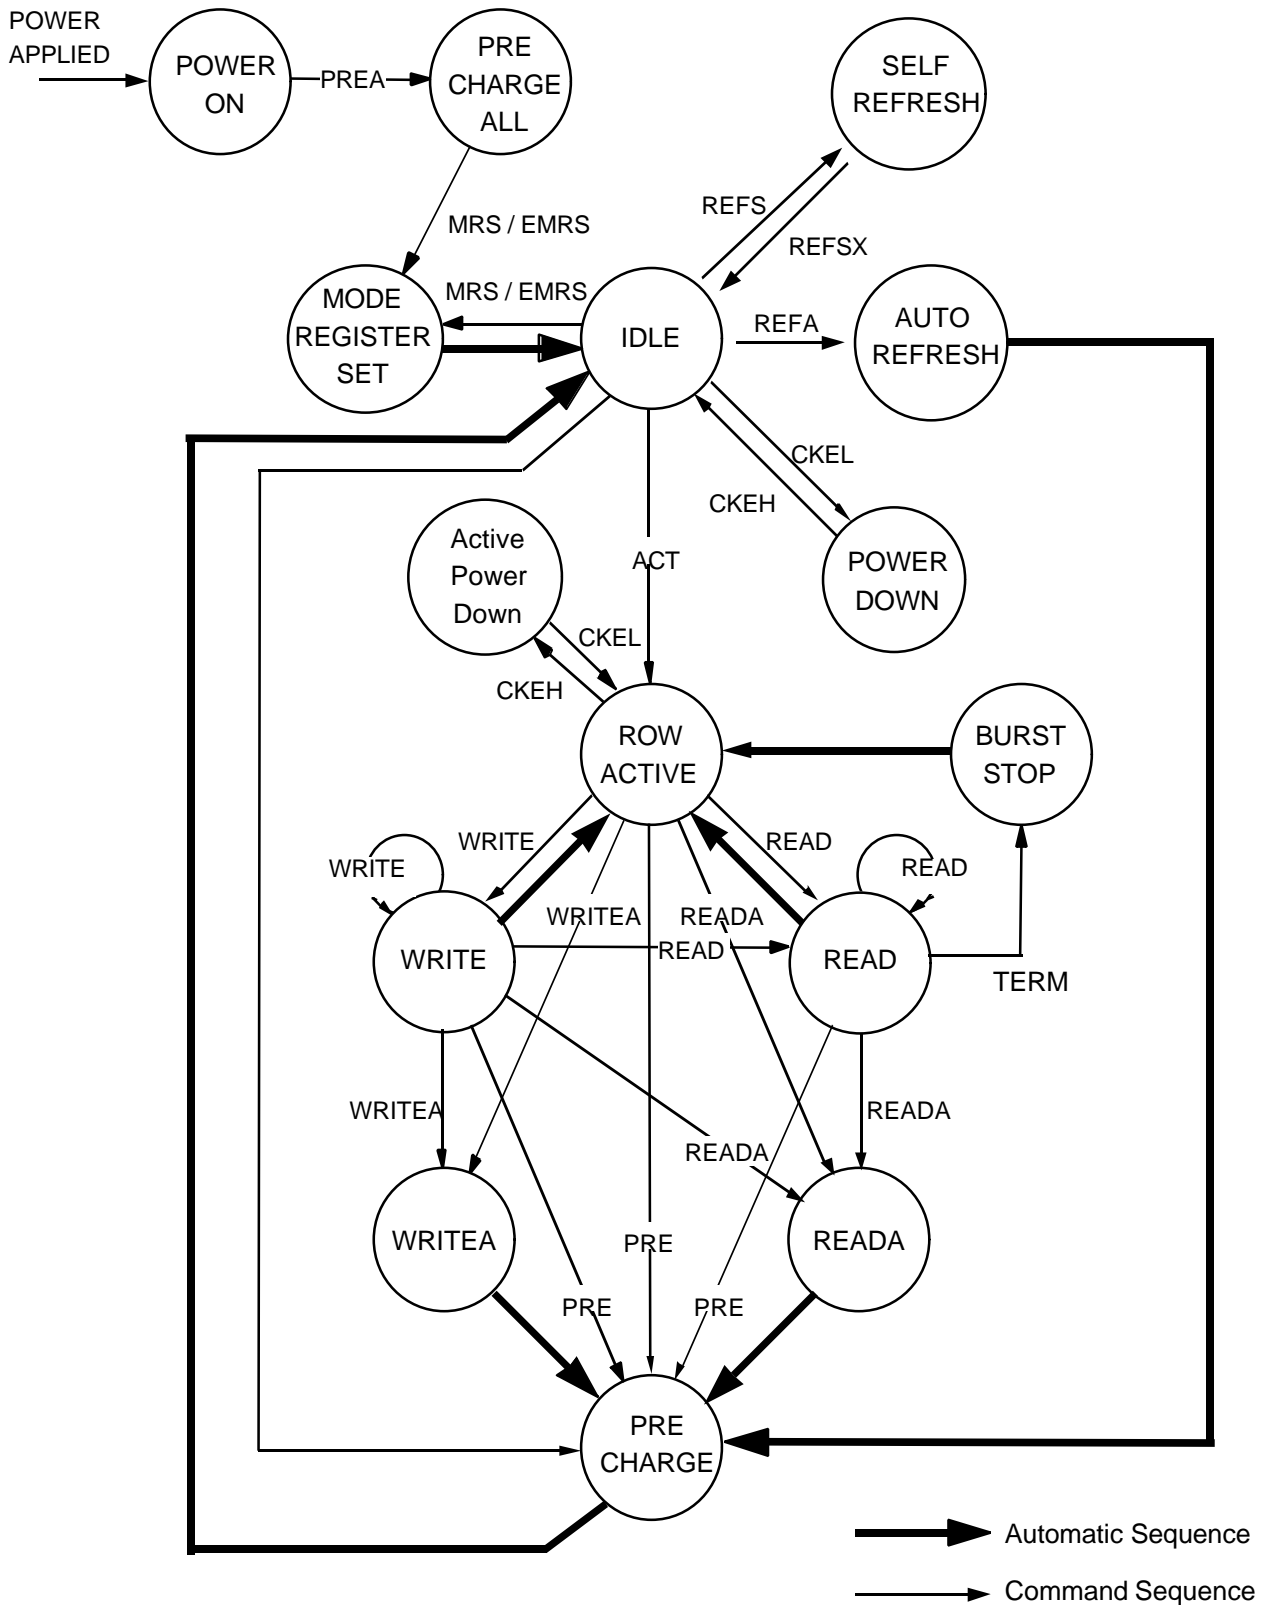 POWER
APPLIED
POWER
ON
PREA
PRE
CHARGE
ALL
SELF
REFRESH
MRS / EMRS
REFS
REFSX
MODE
REGISTER
SET
MRS / EMRS
IDLE
REFA
AUTO
REFRESH
CKEL
CKEH
Active
Power
Down
ACT
POWER
DOWN
CKEL
CKEH
ROW
ACTIVE
BURST
STOP
WRITE
WRITE
READ
READ
WRITEA
READA
WRITE
READ
READ
TERM
WRITEA
READA
READA
WRITEA
PRE
READA
PRE
PRE
PRE
CHARGE
Automatic Sequence
Command Sequence